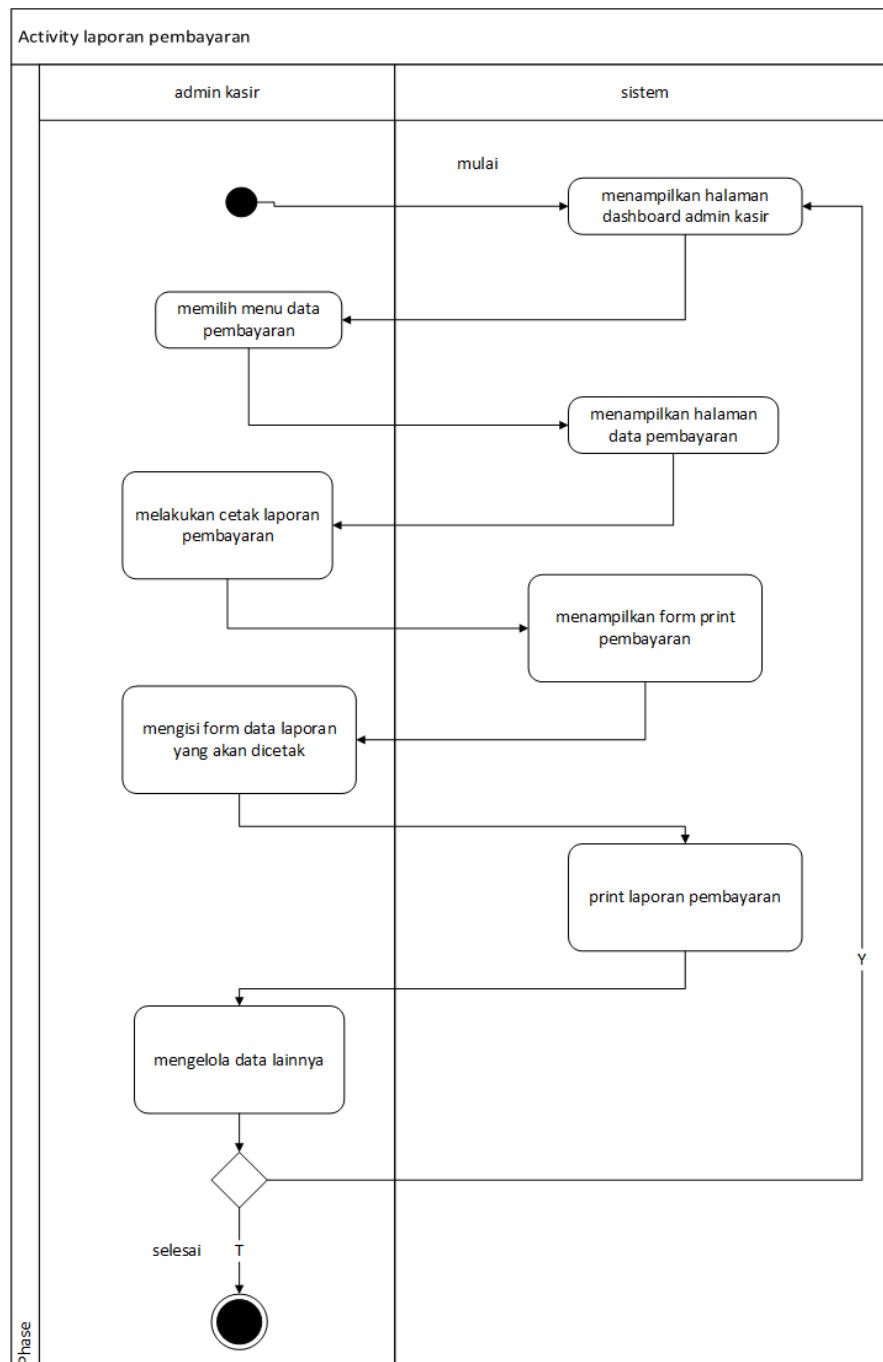 Activity laporan pembayaran
admin kasir
sistem
mulai
menampilkan halaman
dashboard admin kasir
memilih menu data
pembayaran
menampilkan halaman
data pembayaran
melakukan cetak laporan
pembayaran
menampilkan form print
pembayaran
mengisi form data laporan
yang akan dicetak
print laporan pembayaran
Y
mengelola data lainnya
selesai
T
Phase